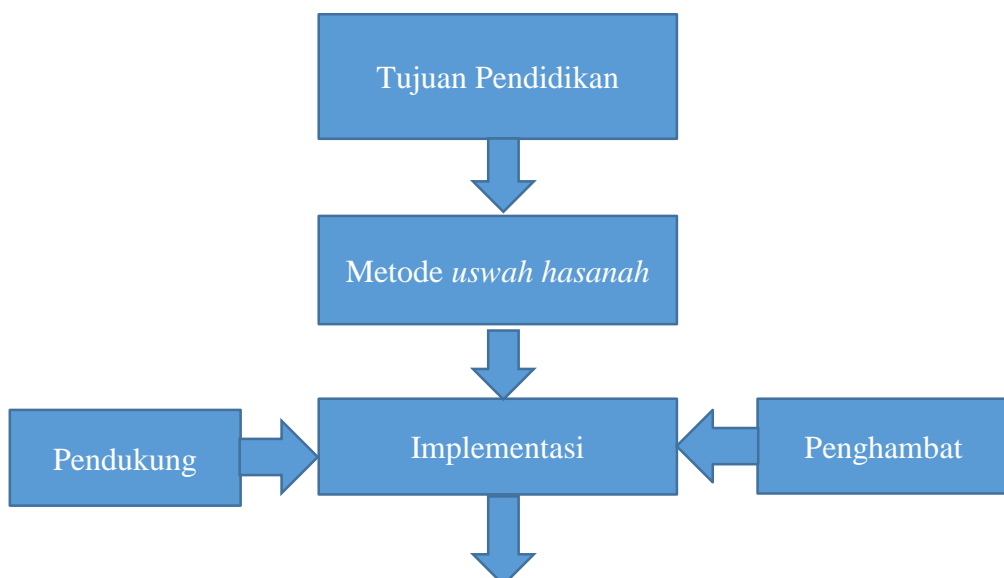 Tujuan Pendidikan
Metode uswah hasanah
Pendukung
Implementasi
Penghambat